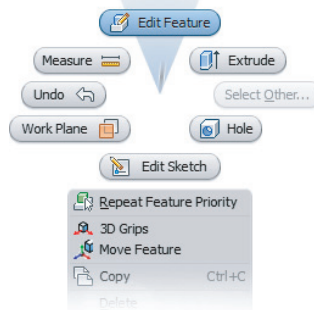 Edit Feature
Measure
Extrude
Undo
Select Other...
Work Plane
Hole
Edit Sketch
Repeat Feature Priority
3D Grips
Move Feature
Copy Ctrl+C
Delete